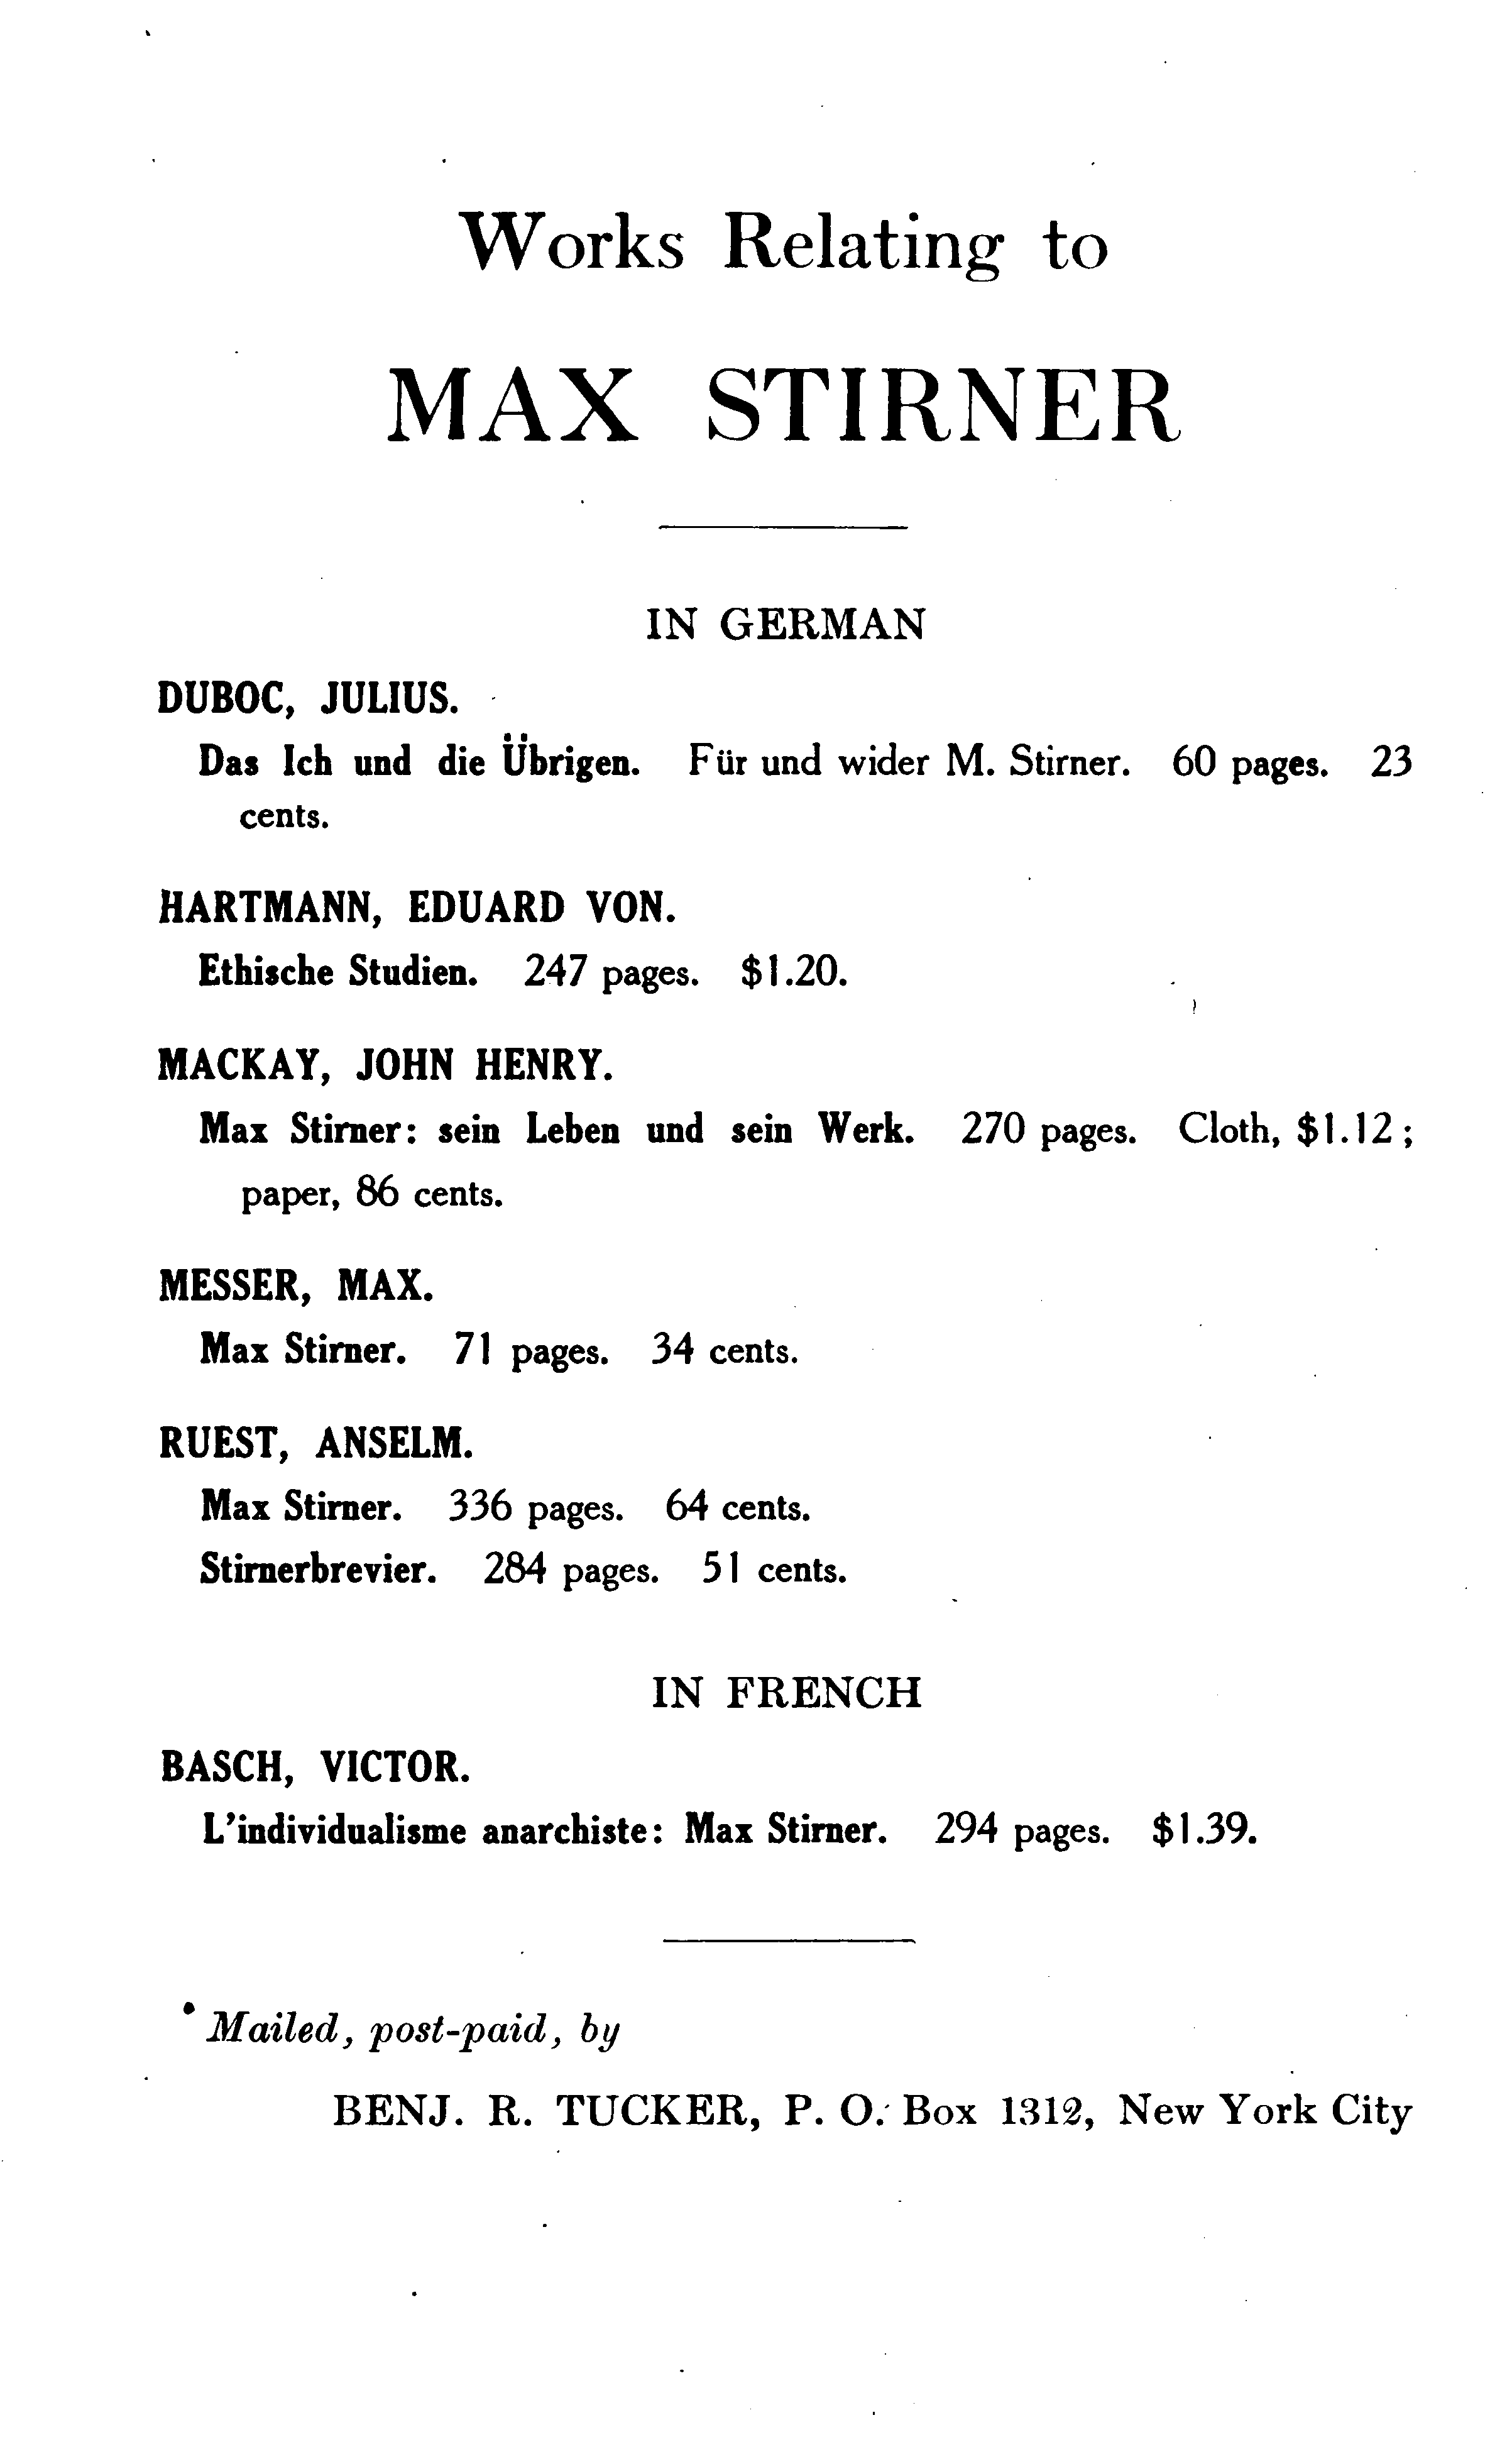 Works Relating to
MAX STIRNER
IN GERMAN
DUBOC, JULIUS.
Das Ich und die Übrigen. Für und wider M. Stirner. 60 pages. 23
cents.
HARTMANN, EDUARD VON.
Ethische Studien. 247 pages. $1.20.
MACKAY, JOHN HENRY.
Max Stirner: sein Leben und sein Werk. 270 pages. Cloth, $1.12;
paper, 86 cents.
MESSER, MAX.
Max Stirner. 71 pages. 34 cents.
RUEST, ANSELM.
Max Stirner. 336 pages. 64 cents.
Stirnerbrevier. 284 pages. 51 cents.
IN FRENCH
BASCH, VICTOR.
L'individualisme anarchiste: Max Stirner. 294 pages. $1.39.
Mailed, post-paid, by
BENJ. R. TUCKER, P. O. Box 1312, New York City